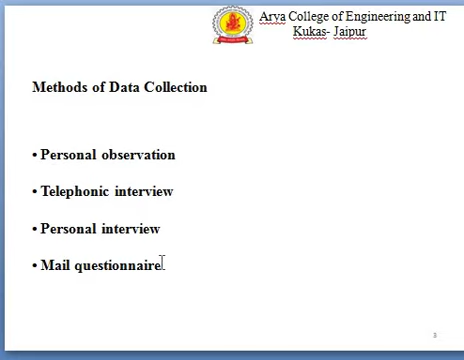 Arya College of Engineering and IT
Kukas- Jaipur
Methods of Data Collection
• Personal observation
• Telephonic interview
• Personal interview
• Mail questionnaire
3